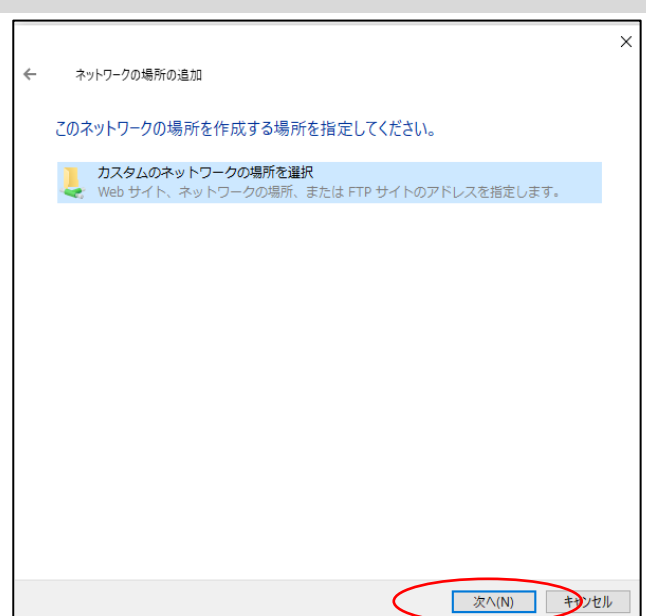 ネットワークの場所の追加
このネットワークの場所を作成する場所を指定してください。
カスタムのネットワークの場所を選択
Web サイト、ネットワークの場所、または FTP サイトのアドレスを指定します。
次へ(N) キャンセル